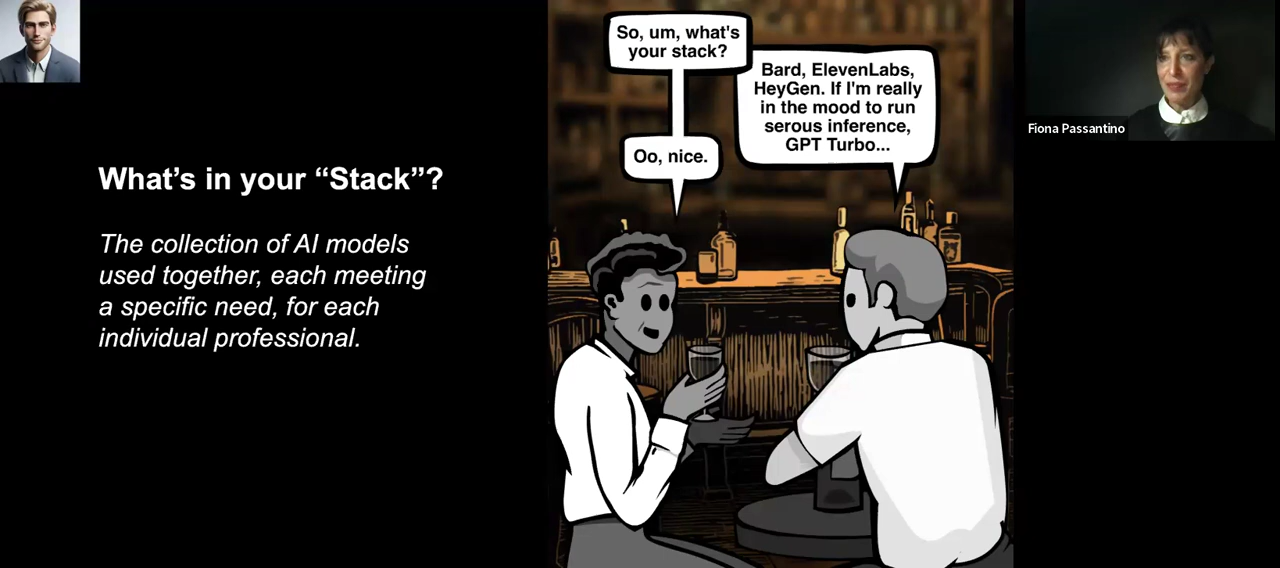 What's in your “Stack”?
The collection of AI models
used together, each meeting
a specific need, for each
individual professional.
So, um, what's
your stack?
Bard, ElevenLabs,
HeyGen. If I'm really
in the mood to run
serous inference,
GPT Turbo...
Oo, nice.
Fiona Passantino